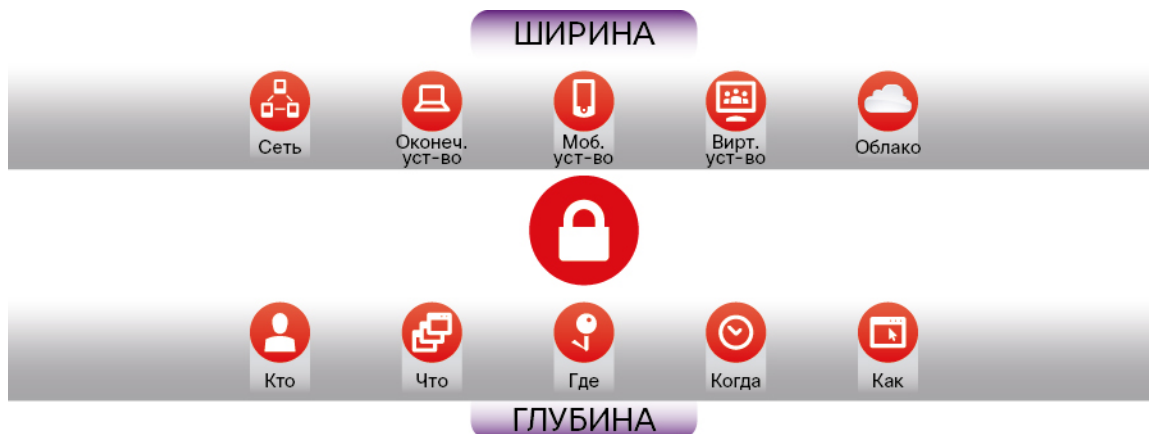 ШИРИНА
Сеть
Оконеч.
уст-во
Моб.
уст-во
Вирт.
уст-во
Облако
Кто
Что
Где
Когда
Как
ГЛУБИНА